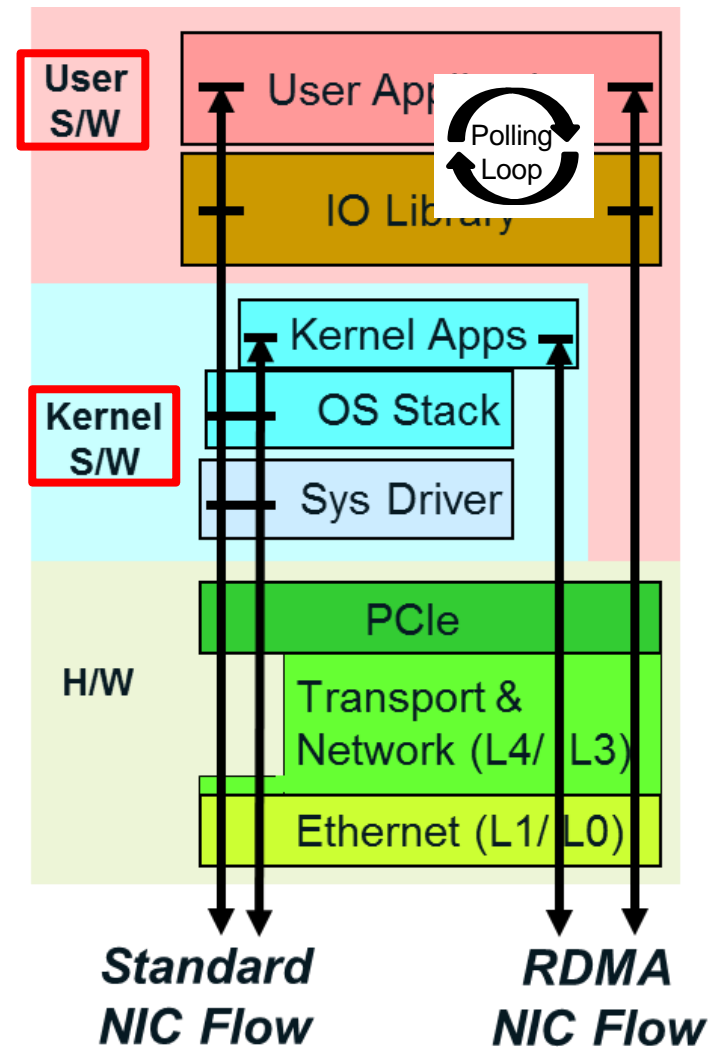 User
S/W
User App
Polling
Loop
IO Library
Kernel Apps
Kernel
S/W
OS Stack
Sys Driver
PCIe
H/W
Transport &
Network (L4/ L3)
Ethernet (L1/ L0)
Standard
NIC Flow
RDMA
NIC Flow